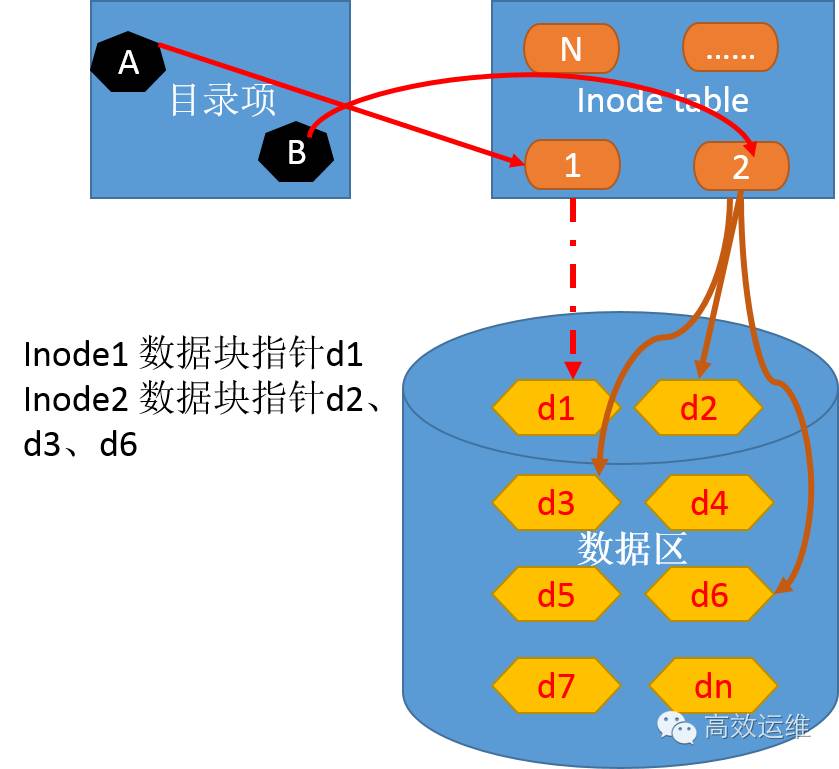 A
目录项
B
N
......
Inode table
1
2
Inode1 数据块指针d1
Inode2 数据块指针d2、
d3、d6
d1
d2
d3
d4
数据区
d5
d6
d7
dn
高效运维